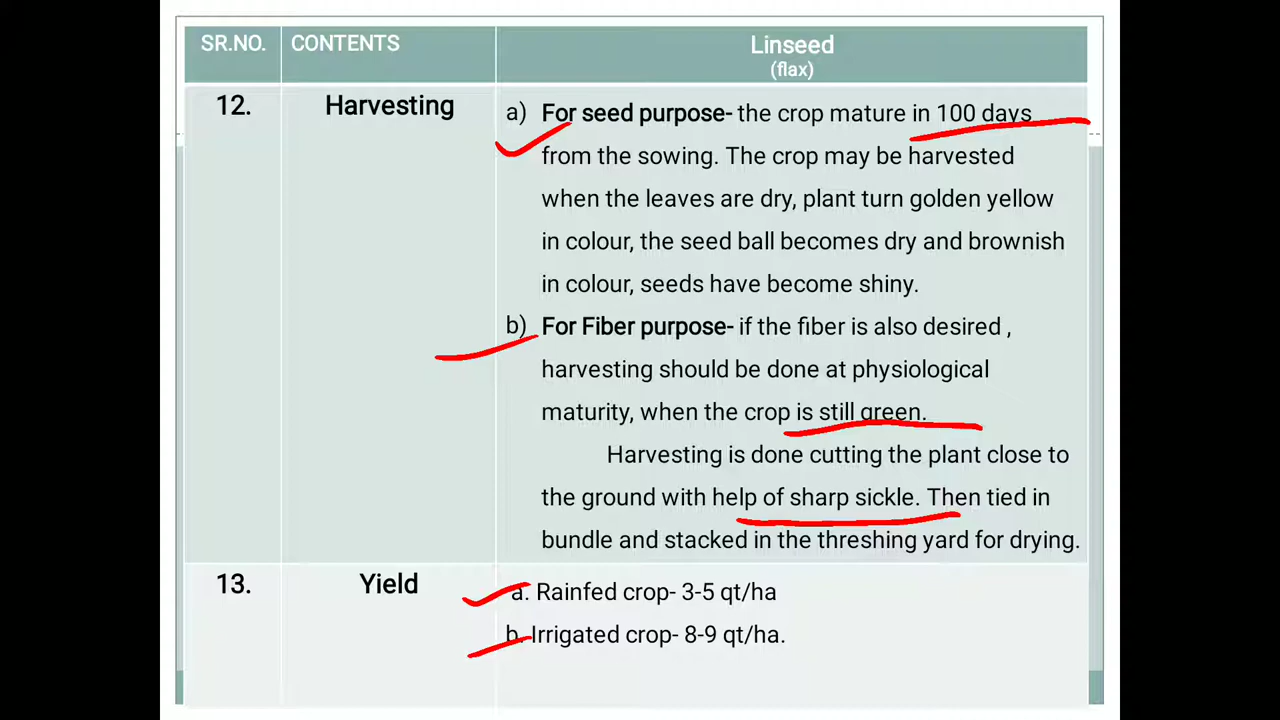 SR.NO. CONTENTS Linseed
(flax)
12. Harvesting a) For seed purpose- the crop mature in 100 days
from the sowing. The crop may be harvested
when the leaves are dry, plant turn golden yellow
in colour, the seed ball becomes dry and brownish
in colour, seeds have become shiny.
b) For Fiber purpose- if the fiber is also desired ,
harvesting should be done at physiological
maturity, when the crop is still green.
Harvesting is done cutting the plant close to
the ground with help of sharp sickle. Then tied in
bundle and stacked in the threshing yard for drying.
13. Yield a. Rainfed crop- 3-5 qt/ha
b. Irrigated crop- 8-9 qt/ha.